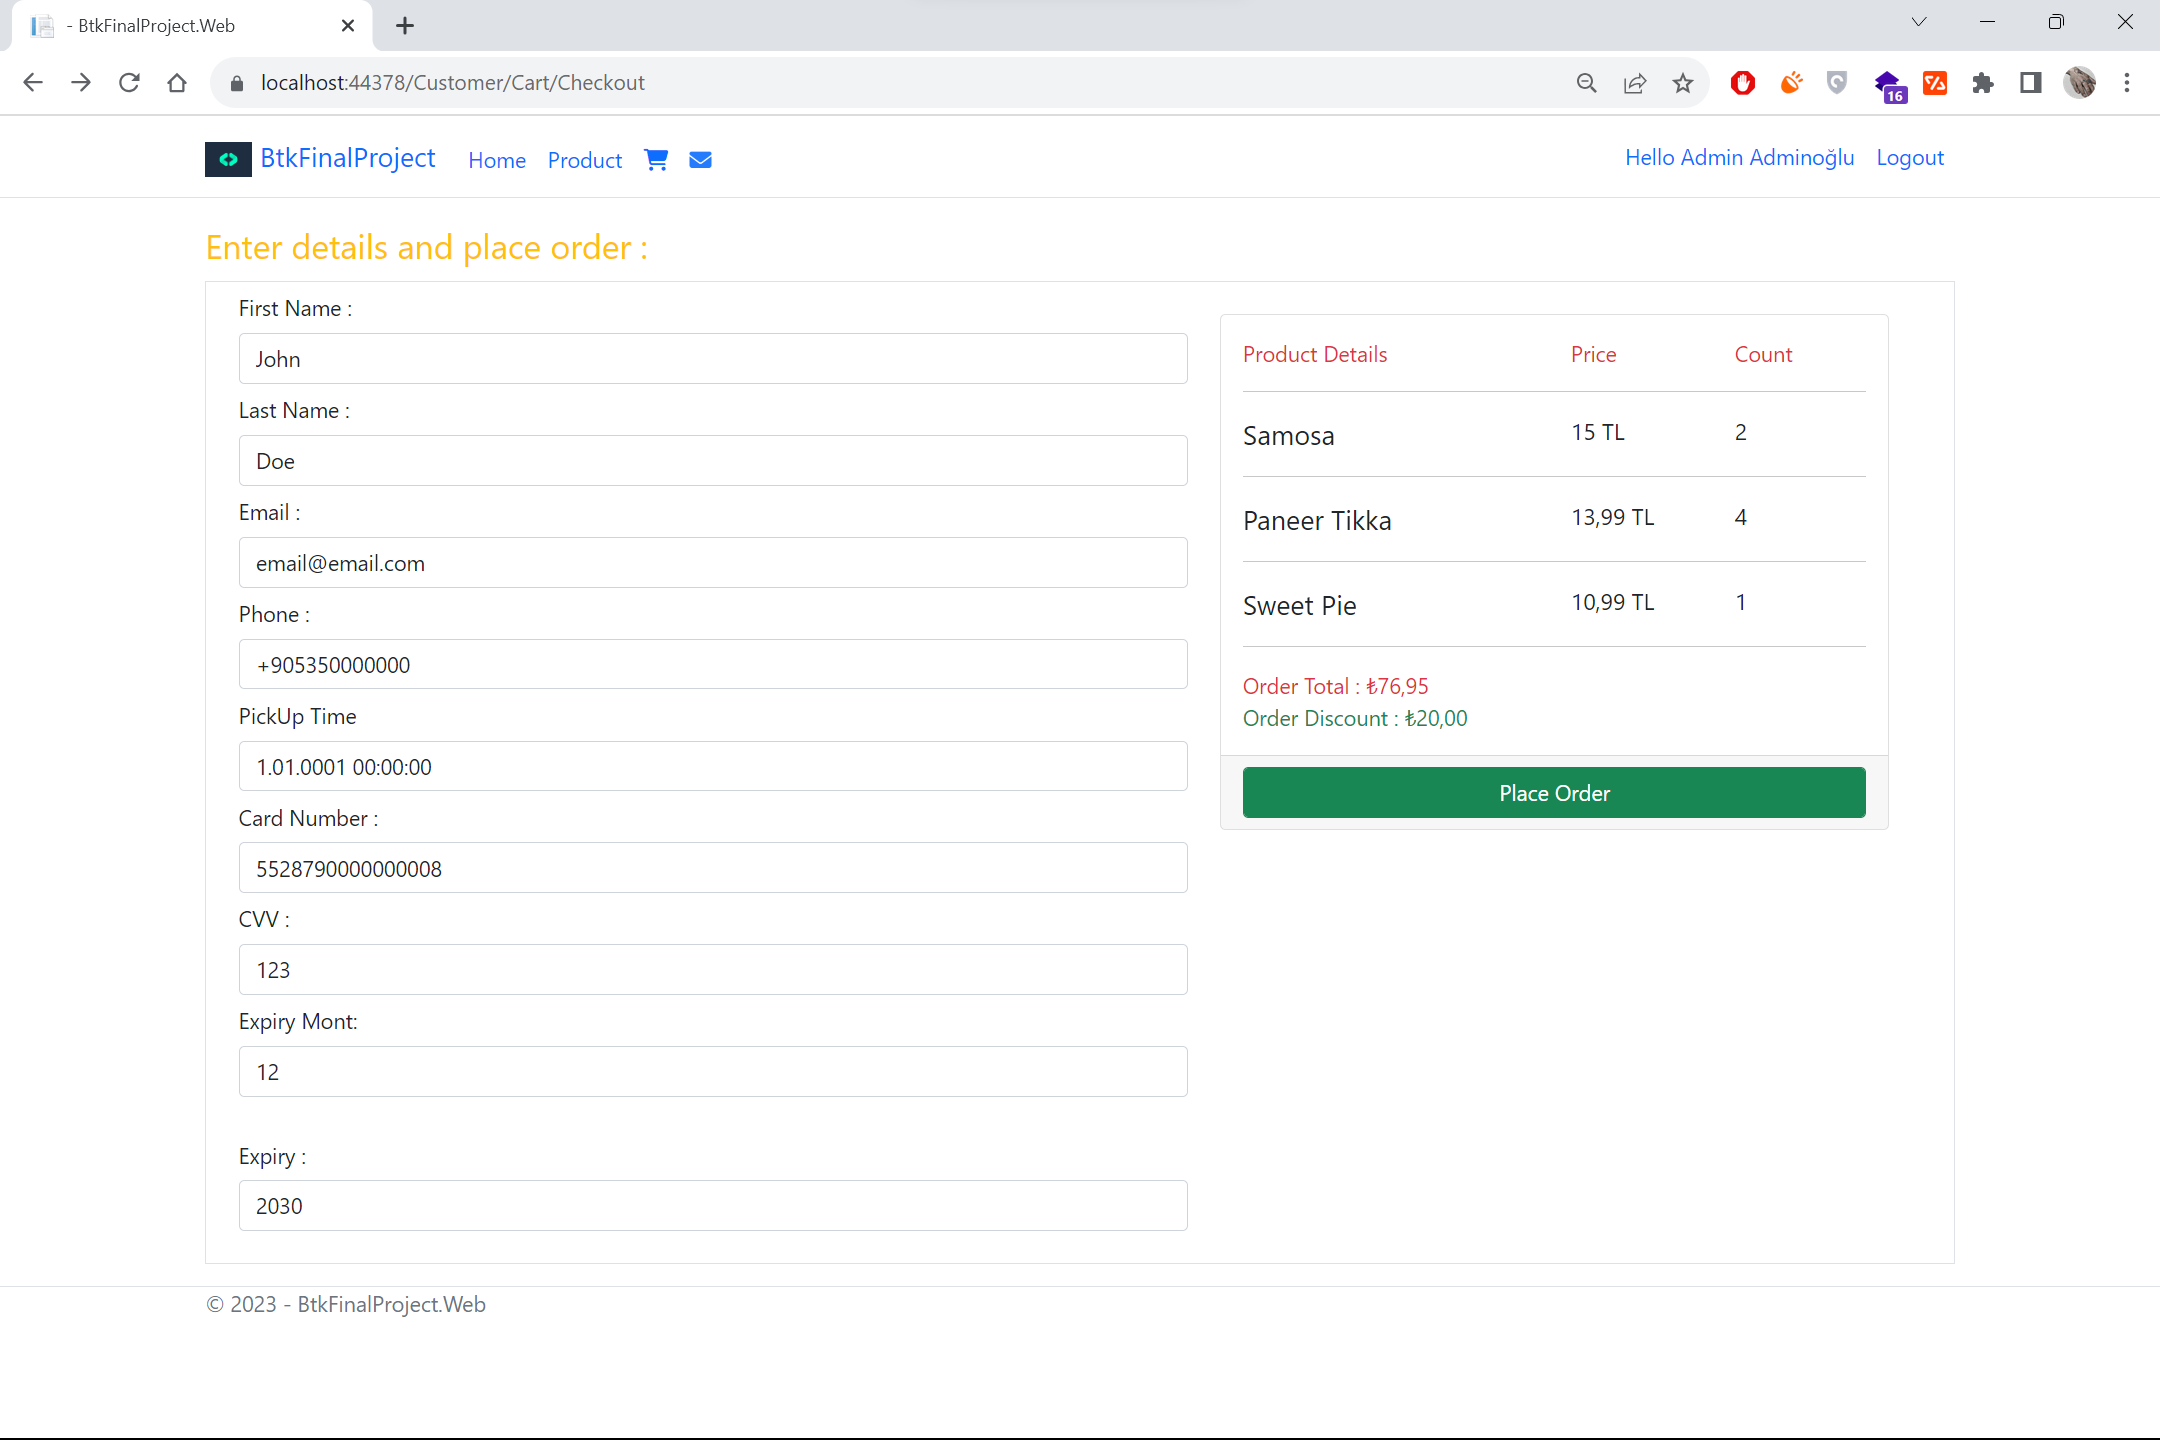 - BtkFinalProject.Web
localhost:44378/Customer/Cart/Checkout
16
BtkFinalProject Home Product
Hello Admin Adminoğlu Logout
Enter details and place order :
First Name :
John
Last Name :
Doe
Email :
email@email.com
Phone :
+905350000000
PickUp Time
1.01.0001 00:00:00
Card Number :
5528790000000008
CVV :
123
Expiry Mont:
12
Expiry :
2030
Product Details Price Count
Samosa 15 TL 2
Paneer Tikka 13,99 TL 4
Sweet Pie 10,99 TL 1
Order Total : ₺76,95
Order Discount : ₺20,00
Place Order
© 2023 - BtkFinalProject.Web